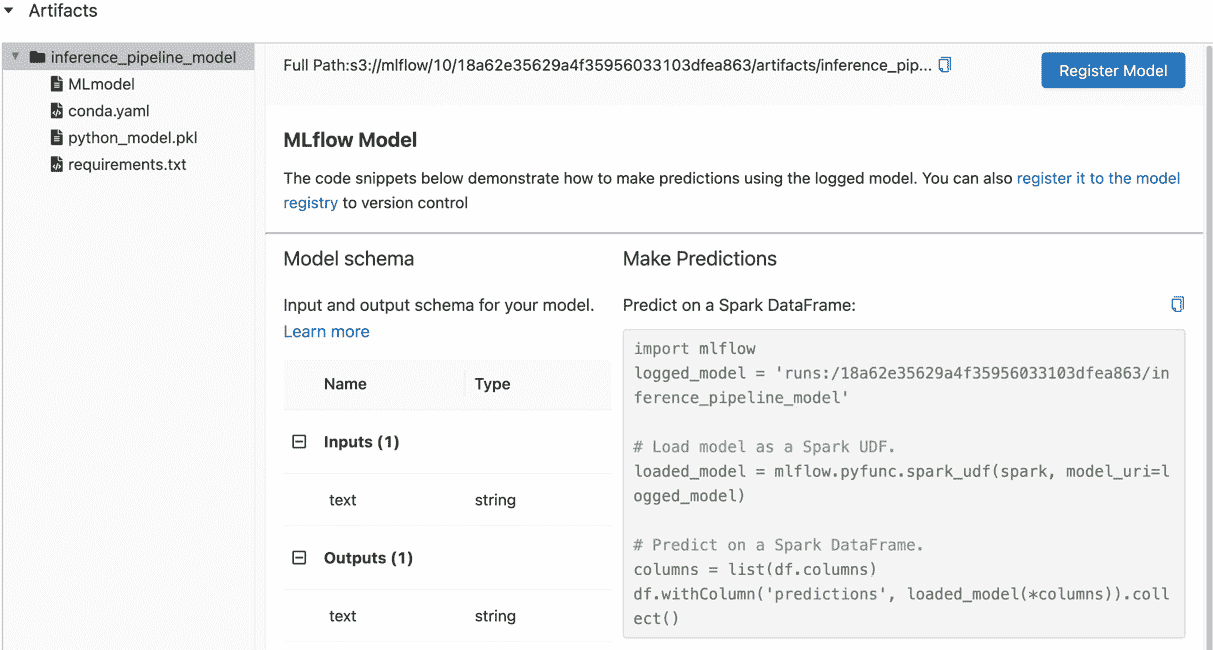 Artifacts
inference_pipeline_model
MLmodel
conda.yaml
python_model.pkl
requirements.txt
Full Path:s3://mlflow/10/18a62e35629a4f35956033103dfea863/artifacts/inference_pip...
Register Model
MLflow Model
The code snippets below demonstrate how to make predictions using the logged model. You can also register it to the model
registry to version control
Model schema
Input and output schema for your model.
Learn more
Name Type
Inputs (1)
text string
Outputs (1)
text string
Make Predictions
Predict on a Spark DataFrame:
import mlflow
logged_model = 'runs:/18a62e35629a4f35956033103dfea863/in
ference_pipeline_model'
# Load model as a Spark UDF.
loaded_model = mlflow.pyfunc.spark_udf(spark, model_uri=l
ogged_model)
# Predict on a Spark DataFrame.
columns = list(df.columns)
df.withColumn('predictions', loaded_model(*columns)).coll
ect()